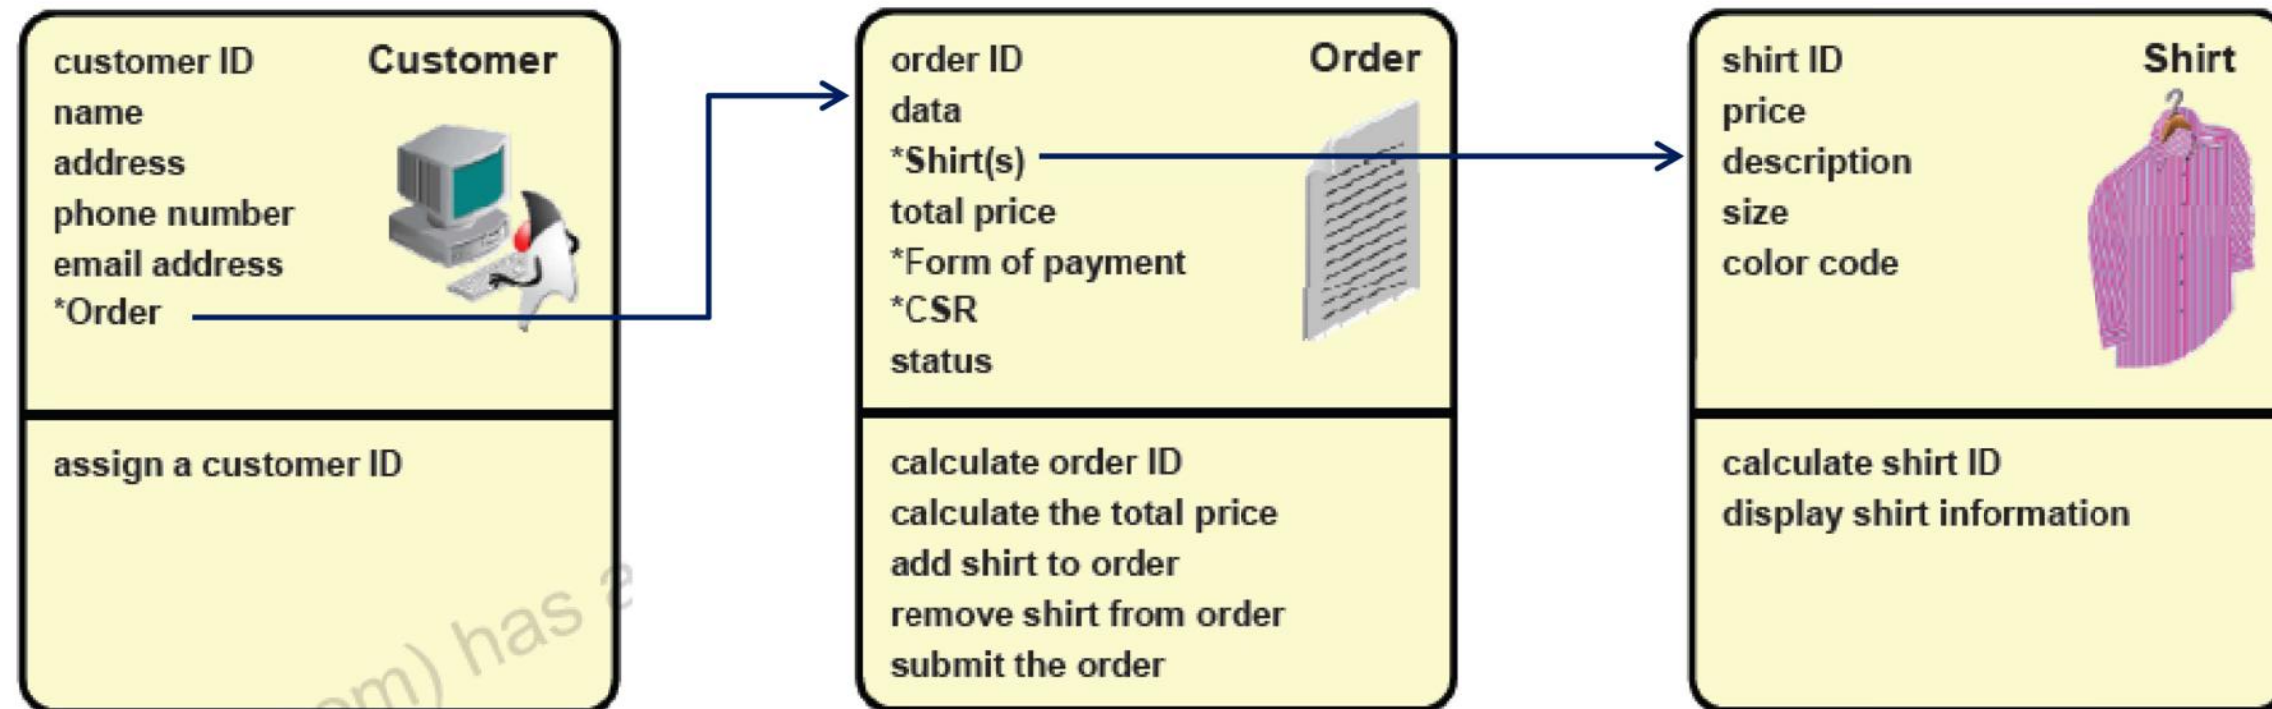 Customer
customer ID
name
address
phone number
email address
*Order
assign a customer ID
Order
order ID
data
*Shirt(s)
total price
*Form of payment
*CSR
status
calculate order ID
calculate the total price
add shirt to order
remove shirt from order
submit the order
Shirt
shirt ID
price
description
size
color code
calculate shirt ID
display shirt information
) has